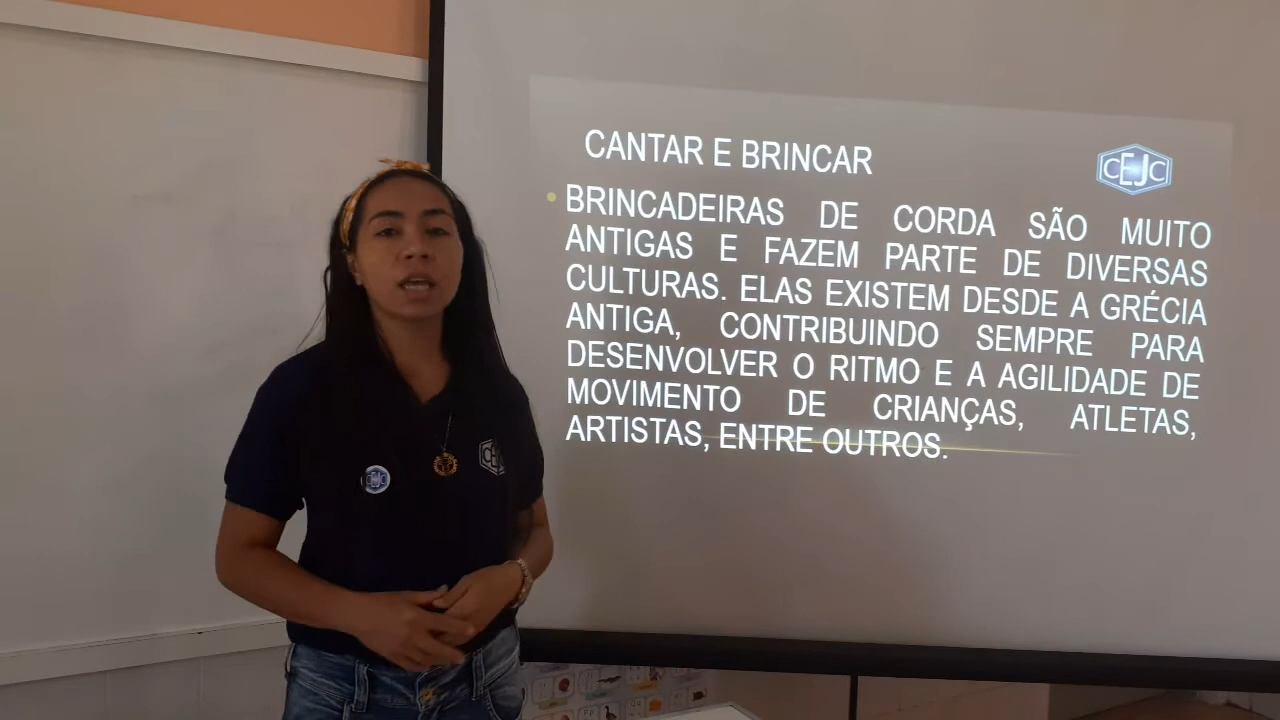 CANTAR E BRINCAR
CEJC
• BRINCADEIRAS DE CORDA SÃO MUITO
ANTIGAS E FAZEM PARTE DE DIVERSAS
CULTURAS. ELAS EXISTEM DESDE A GRÉCIA
ANTIGA, CONTRIBUINDO SEMPRE PARA
DESENVOLVER O RITMO E A AGILIDADE DE
MOVIMENTO DE CRIANÇAS, ATLETAS,
ARTISTAS, ENTRE OUTROS.
CEJC